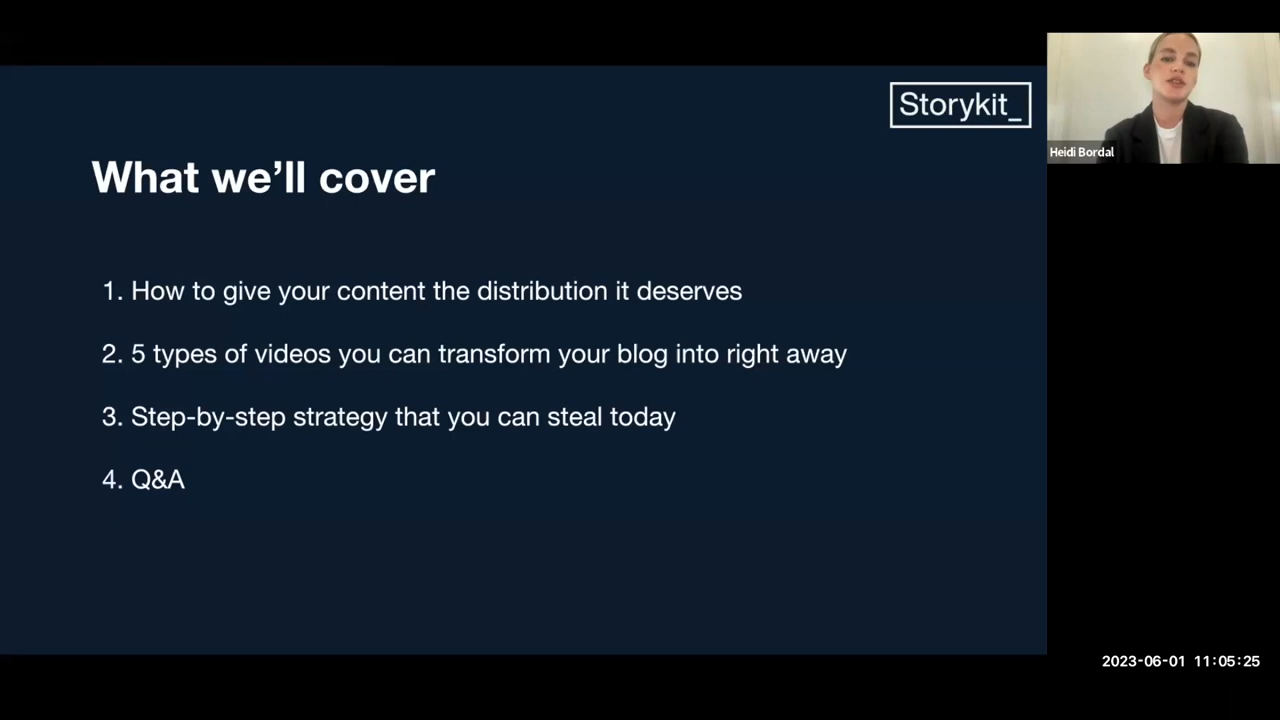 Storykit_
Heidi Bordal
What we’ll cover
1. How to give your content the distribution it deserves
2. 5 types of videos you can transform your blog into right away
3. Step-by-step strategy that you can steal today
4. Q&A
2023-06-01 11:05:25